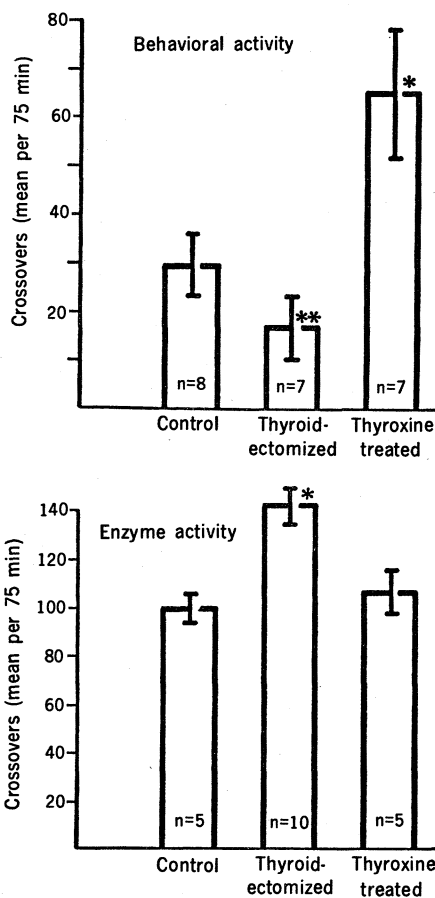 80
60
40
20
Crossovers (mean per 75 min)
Behavioral activity
*
**
n=8
n=7
n=7
Control
Thyroid-
ectomized
Thyroxine
treated
140
120
100
80
60
40
20
Crossovers (mean per 75 min)
Enzyme activity
*
n=5
n=10
n=5
Control
Thyroid-
ectomized
Thyroxine
treated